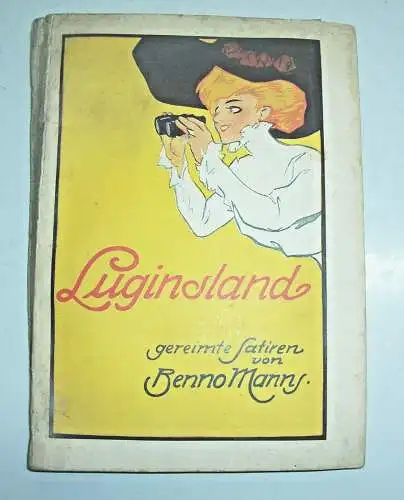 Luginsland
gereimte Satiren
von
Benno Manns.